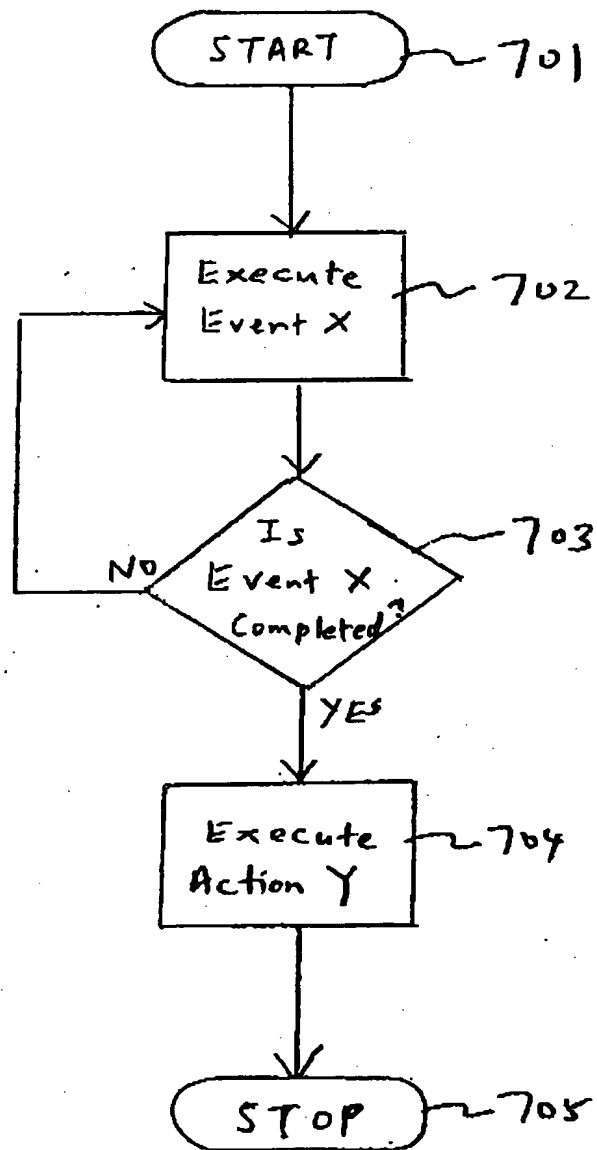 START
701
Execute
Event X
702
Is
Event X
Completed?
703
NO
YES
Execute
Action Y
704
STOP
705